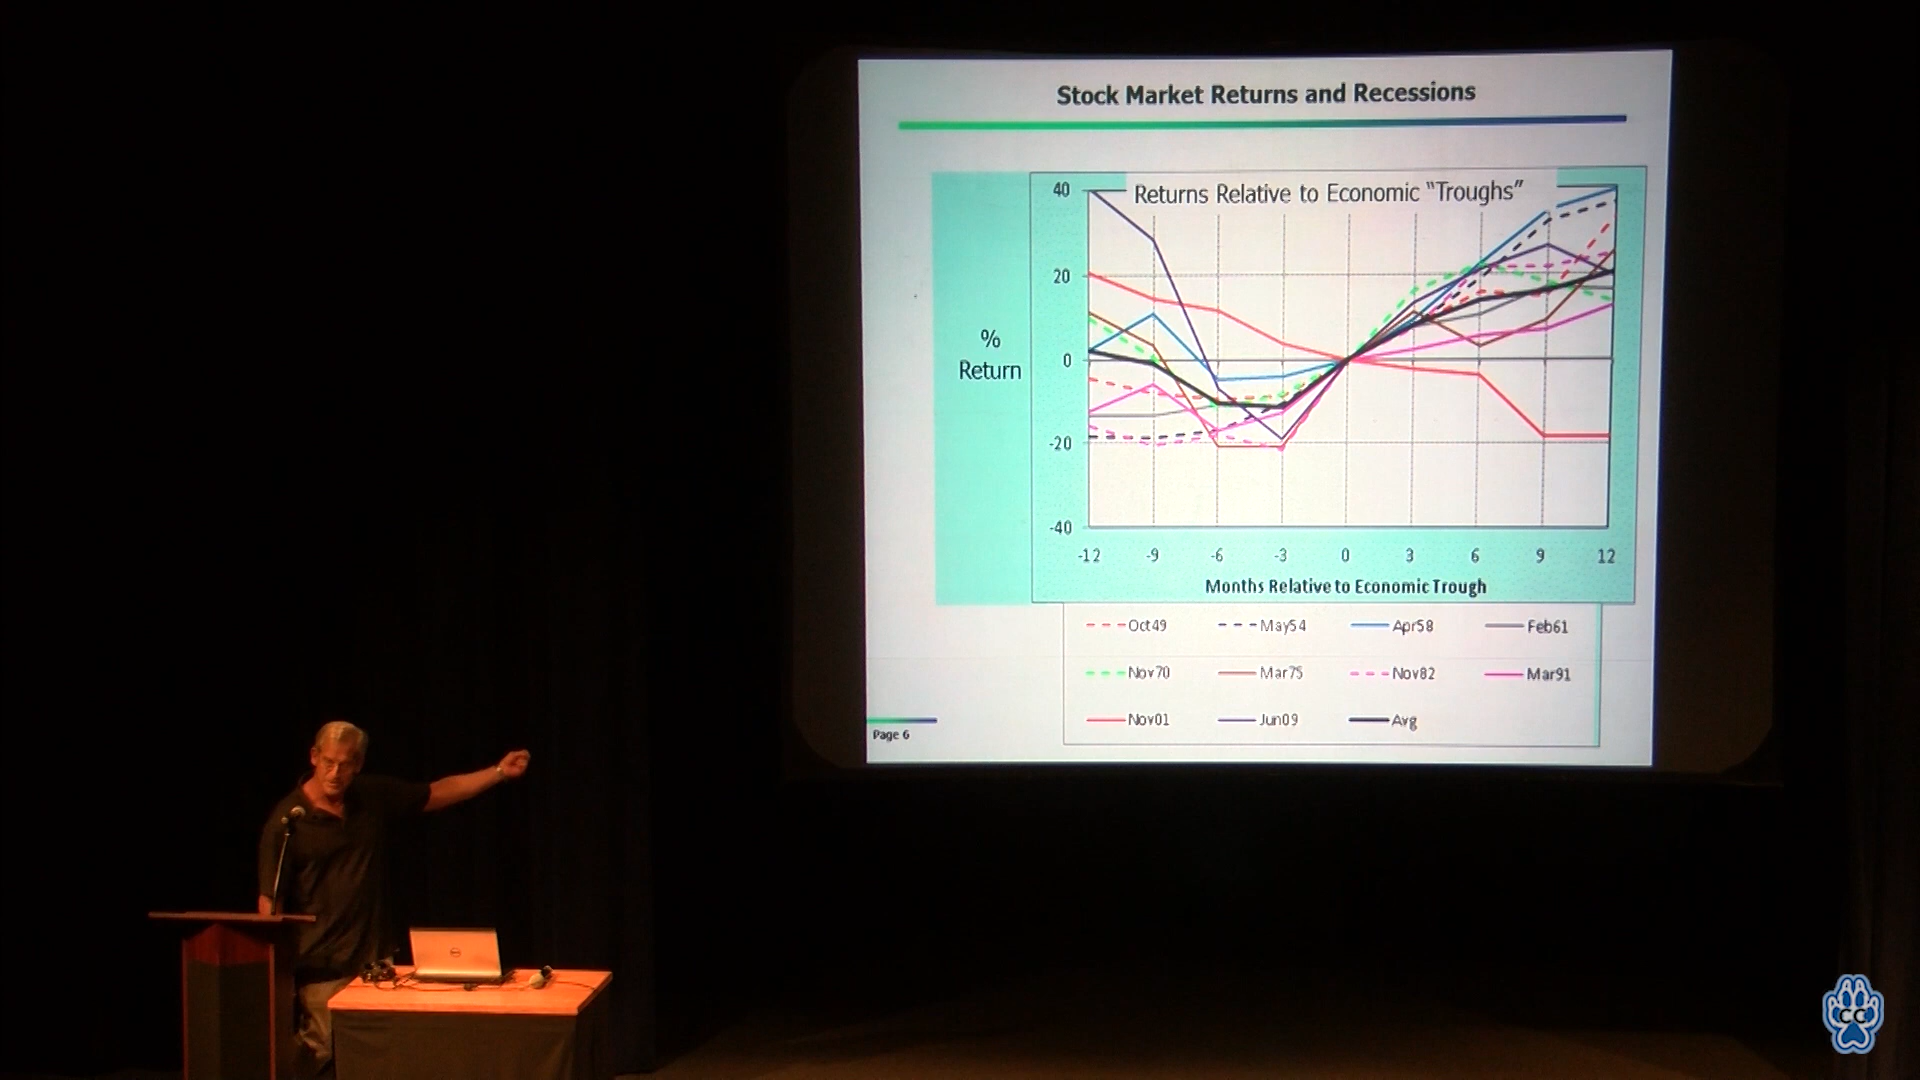 Stock Market Returns and Recessions
Returns Relative to Economic “Troughs”
40
20
0
-20
-40
%
Return
-12 -9 -6 -3 0 3 6 9 12
Months Relative to Economic Trough
Oct49 May54 Apr58 Feb61
Nov70 Mar75 Nov82 Mar91
Nov01 Jun09 Avg
Page 6
DELL
CC